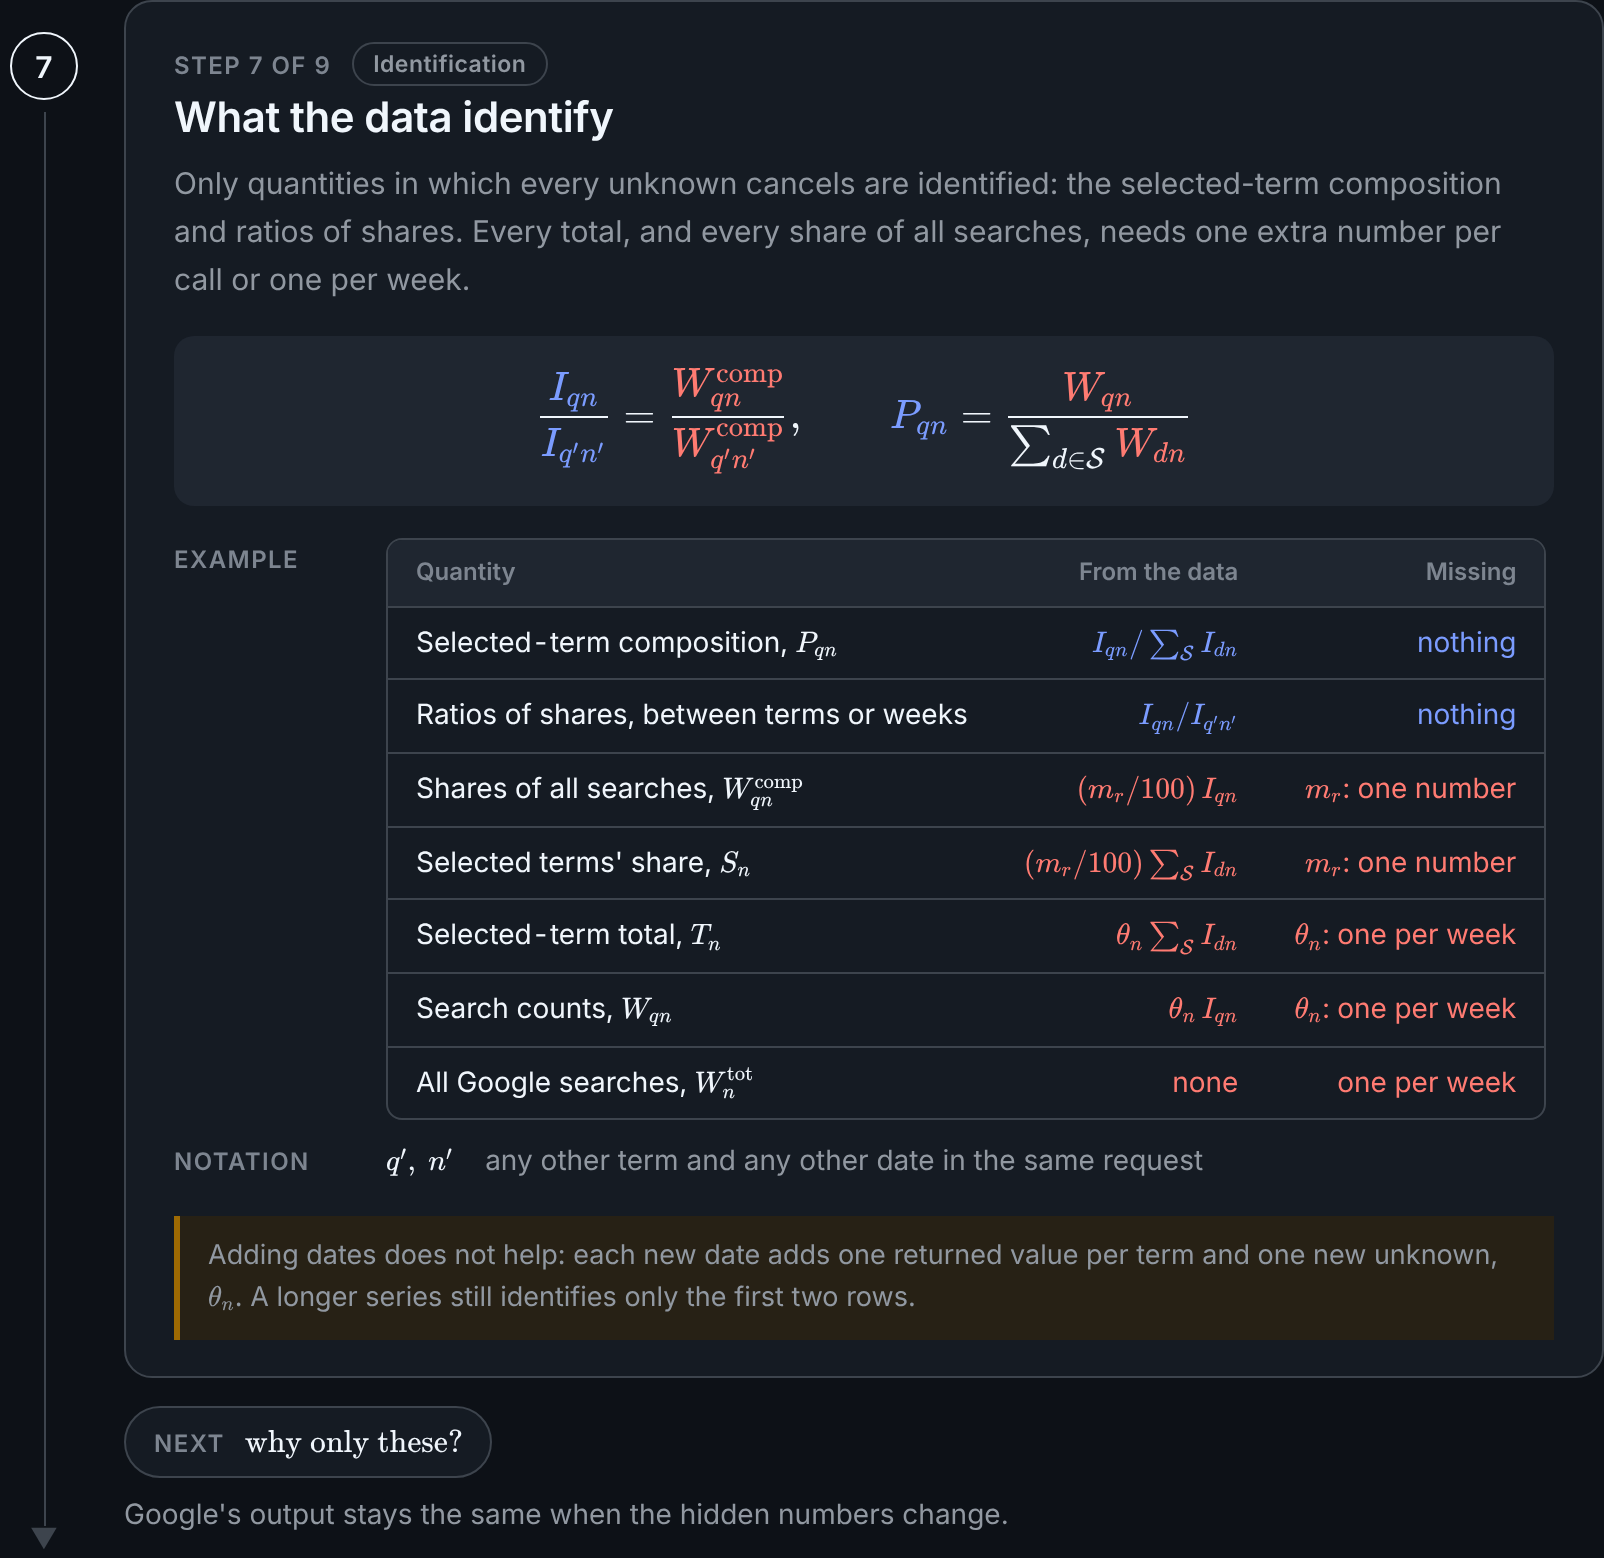 7
STEP 7 OF 9 Identification
What the data identify
Only quantities in which every unknown cancels are identified: the selected-term composition
and ratios of shares. Every total, and every share of all searches, needs one extra number per
call or one per week.
I_{qn} / I_{q′n′} = W_{qn}^{comp} / W_{q′n′}^{comp}, P_{qn} = W_{qn} / ∑_{d∈𝒮} W_{dn}
EXAMPLE
Quantity From the data Missing
Selected-term composition, P_{qn} I_{qn}/ ∑_𝒮 I_{dn} nothing
Ratios of shares, between terms or weeks I_{qn}/I_{q′n′} nothing
Shares of all searches, W_{qn}^{comp} (m_r/100) I_{qn} m_r: one number
Selected terms' share, S_n (m_r/100) ∑_𝒮 I_{dn} m_r: one number
Selected-term total, T_n θ_n ∑_𝒮 I_{dn} θ_n: one per week
Search counts, W_{qn} θ_n I_{qn} θ_n: one per week
All Google searches, W_n^{tot} none one per week
NOTATION q′, n′ any other term and any other date in the same request
Adding dates does not help: each new date adds one returned value per term and one new unknown,
θ_n. A longer series still identifies only the first two rows.
NEXT why only these?
Google's output stays the same when the hidden numbers change.